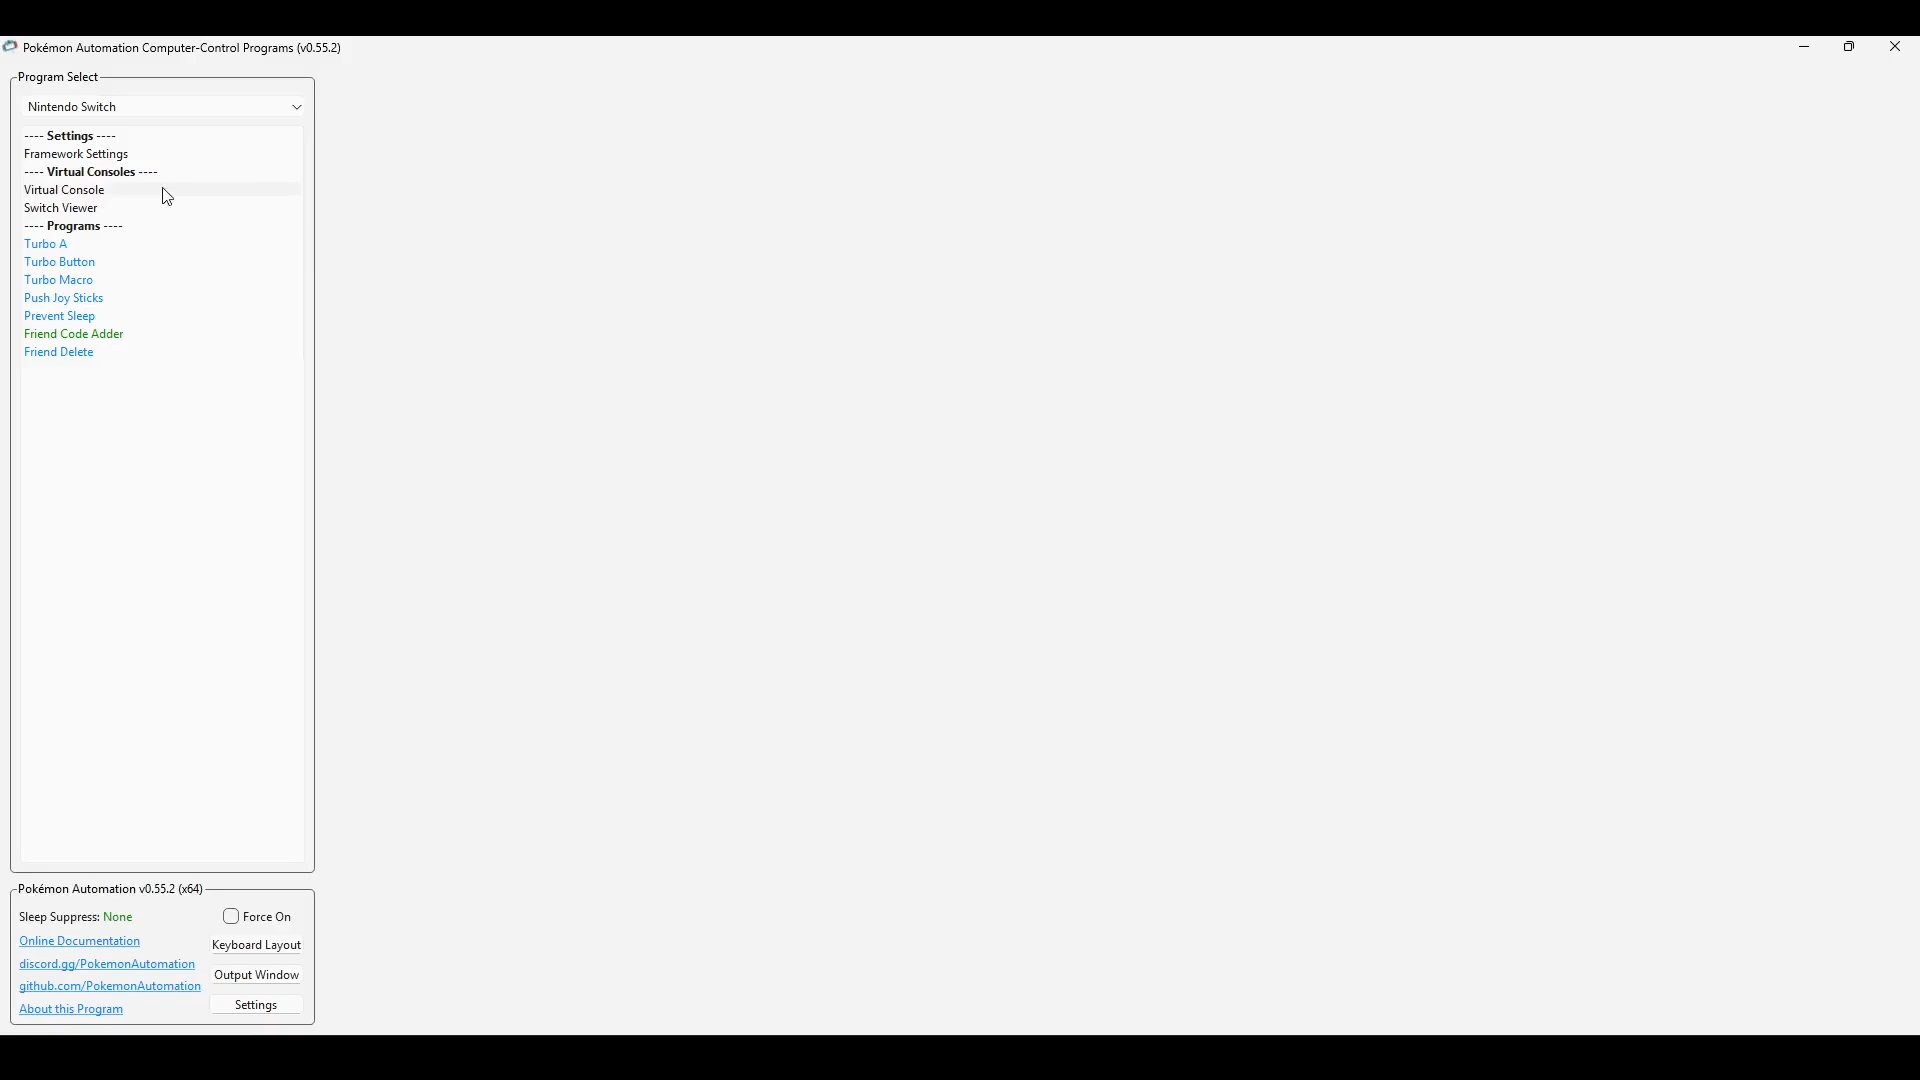 Pokémon Automation Computer-Control Programs (v0.55.2)
Program Select
Nintendo Switch
---- Settings ----
Framework Settings
---- Virtual Consoles ----
Virtual Console
Switch Viewer
---- Programs ----
Turbo A
Turbo Button
Turbo Macro
Push Joy Sticks
Prevent Sleep
Friend Code Adder
Friend Delete
Pokémon Automation v0.55.2 (x64)
Sleep Suppress: None
Force On
Online Documentation
Keyboard Layout
discord.gg/PokemonAutomation
Output Window
github.com/PokemonAutomation
About this Program
Settings